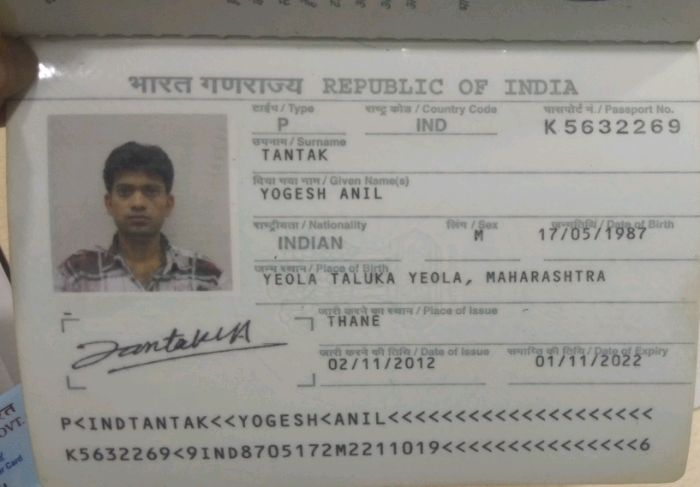 भारत गणराज्य REPUBLIC OF INDIA
टाईप / Type राष्ट्र कोड / Country Code पासपोर्ट नं. / Passport No.
P IND K 5632269
उपनाम / Surname
TANTAK
दिया गया नाम / Given Name(s)
YOGESH ANIL
राष्ट्रीयता / Nationality लिंग / Sex जन्मतिथि / Date of Birth
INDIAN M 17/05/1987
जन्म स्थान / Place of Birth
YEOLA TALUKA YEOLA, MAHARASHTRA
जारी करने का स्थान / Place of Issue
THANE
जारी करने की तिथि / Date of Issue समाप्ति की तिथि / Date of Expiry
02/11/2012 01/11/2022
P<INDTANTAK<<YOGESH<ANIL<<<<<<<<<<<<<<<<<<<<
K5632269<9IND8705172M2211019<<<<<<<<<<<<<<<6